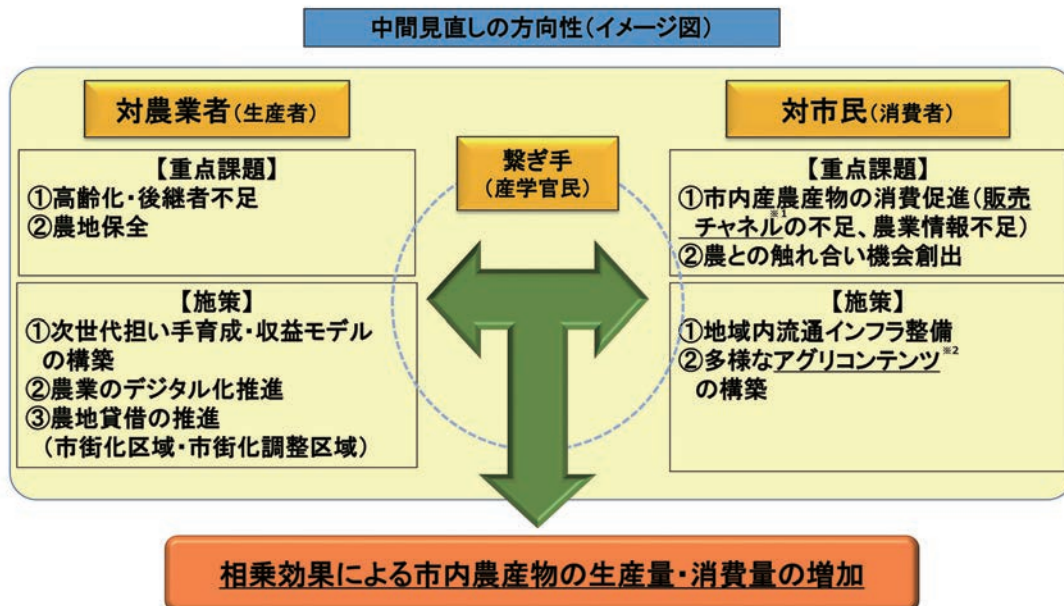 中間見直しの方向性(イメージ図)
対農業者(生産者)
【重点課題】
①高齢化・後継者不足
②農地保全
【施策】
①次世代担い手育成・収益モデル
の構築
②農業のデジタル化推進
③農地貸借の推進
(市街化区域・市街化調整区域)
繋ぎ手
(産学官民)
対市民(消費者)
【重点課題】
①市内産農産物の消費促進(販売
チャネル※1の不足、農業情報不足)
②農との触れ合い機会創出
【施策】
①地域内流通インフラ整備
②多様なアグリコンテンツ※2
の構築
相乗効果による市内農産物の生産量・消費量の増加